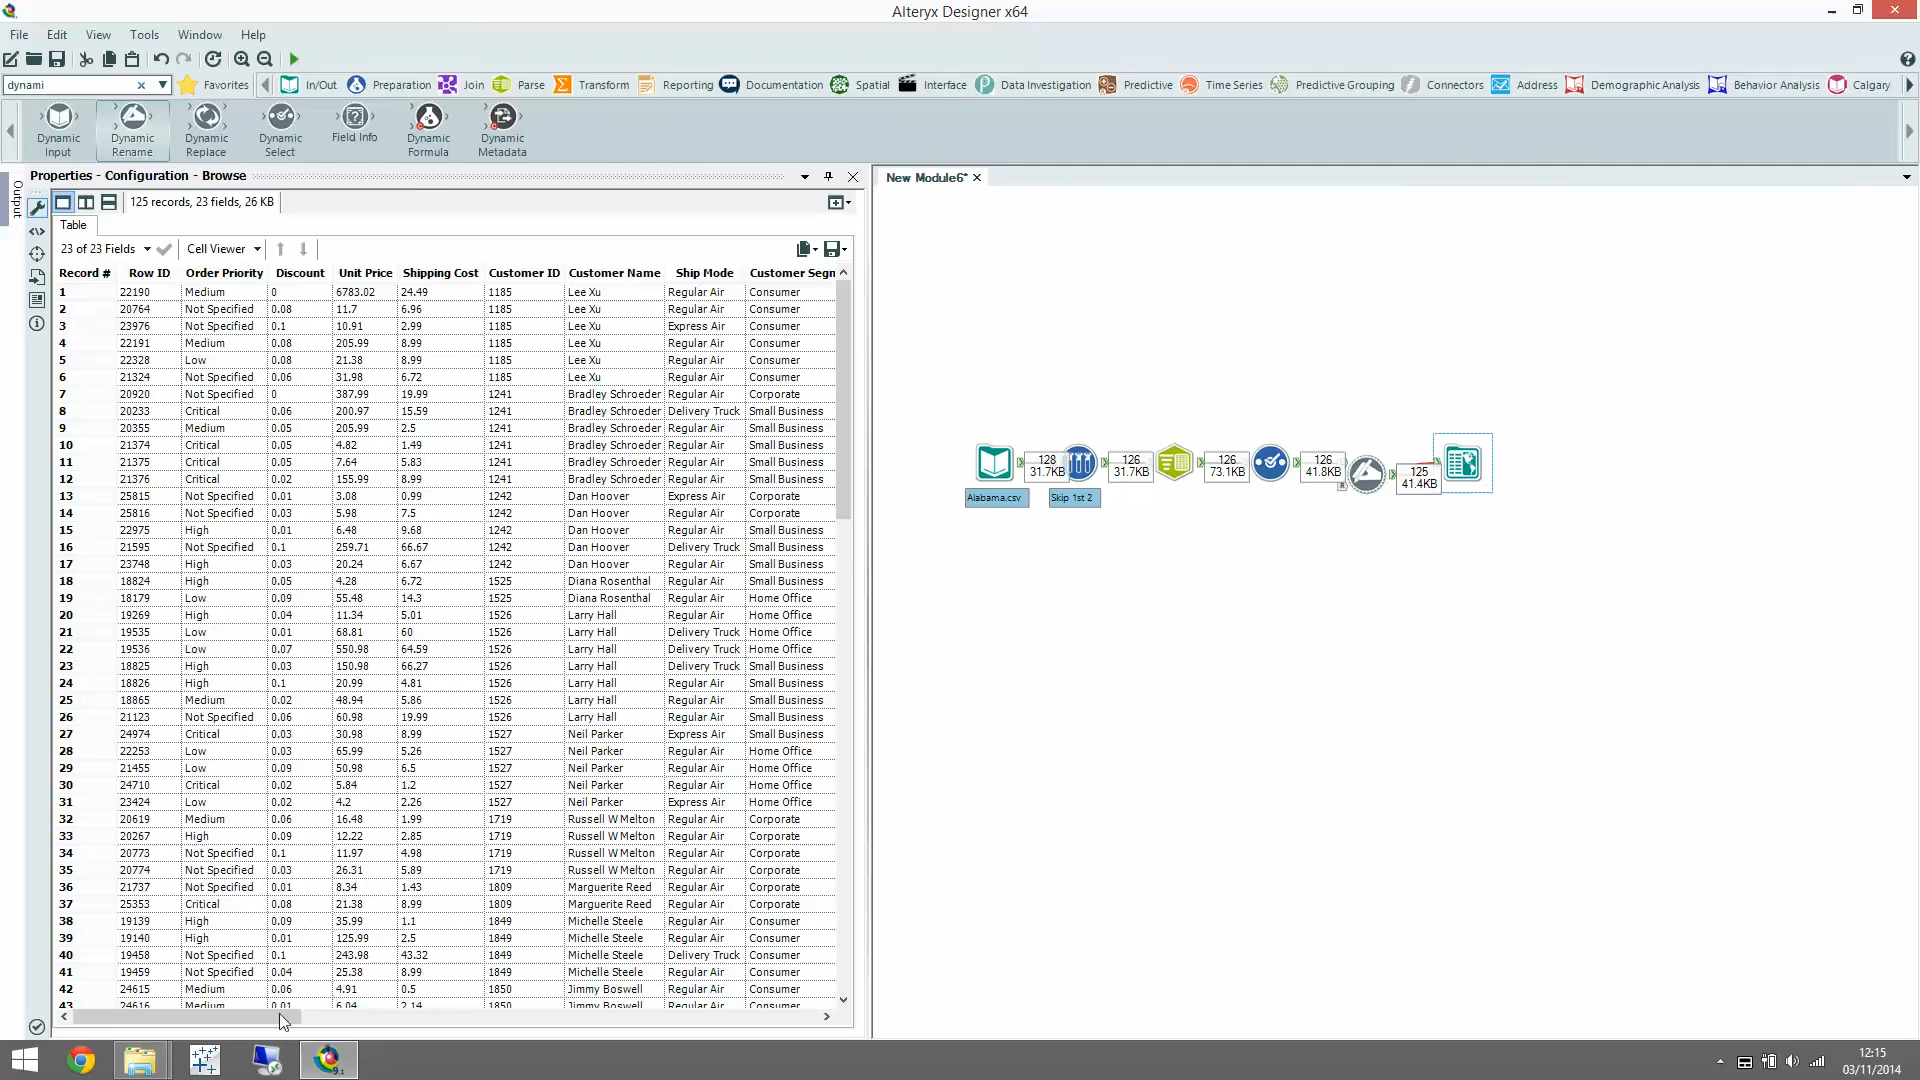 Alteryx Designer x64
File Edit View Tools Window Help
dynami
Favorites In/Out Preparation Join Parse Transform Reporting Documentation Spatial Interface Data Investigation Predictive Time Series Predictive Grouping Connectors Address Demographic Analysis Behavior Analysis Calgary
Dynamic Input
Dynamic Rename
Dynamic Replace
Dynamic Select
Field Info
Dynamic Formula
Dynamic Metadata
Output
Properties - Configuration - Browse
125 records, 23 fields, 26 KB
Table
23 of 23 Fields Cell Viewer
Record # Row ID Order Priority Discount Unit Price Shipping Cost Customer ID Customer Name Ship Mode Customer Segm
1 22190 Medium 0 6783.02 24.49 1185 Lee Xu Regular Air Consumer
2 20764 Not Specified 0.08 11.7 6.96 1185 Lee Xu Regular Air Consumer
3 23976 Not Specified 0.1 10.91 2.99 1185 Lee Xu Express Air Consumer
4 22191 Medium 0.08 205.99 8.99 1185 Lee Xu Regular Air Consumer
5 22328 Low 0.08 21.38 8.99 1185 Lee Xu Regular Air Consumer
6 21324 Not Specified 0.06 31.98 6.72 1185 Lee Xu Regular Air Consumer
7 20920 Not Specified 0 387.99 19.99 1241 Bradley Schroeder Regular Air Corporate
8 20233 Critical 0.06 200.97 15.59 1241 Bradley Schroeder Delivery Truck Small Business
9 20355 Medium 0.05 205.99 2.5 1241 Bradley Schroeder Regular Air Small Business
10 21374 Critical 0.05 4.82 1.49 1241 Bradley Schroeder Regular Air Small Business
11 21375 Critical 0.05 7.64 5.83 1241 Bradley Schroeder Regular Air Small Business
12 21376 Critical 0.02 155.99 8.99 1241 Bradley Schroeder Regular Air Small Business
13 25815 Not Specified 0.01 3.08 0.99 1242 Dan Hoover Express Air Corporate
14 25816 Not Specified 0.03 5.98 7.5 1242 Dan Hoover Regular Air Corporate
15 22975 High 0.01 6.48 9.68 1242 Dan Hoover Regular Air Small Business
16 21595 Not Specified 0.1 259.71 66.67 1242 Dan Hoover Delivery Truck Small Business
17 23748 High 0.03 20.24 6.67 1242 Dan Hoover Regular Air Small Business
18 18824 High 0.05 4.28 6.72 1525 Diana Rosenthal Regular Air Small Business
19 18179 Low 0.09 55.48 14.3 1525 Diana Rosenthal Regular Air Home Office
20 19269 High 0.04 11.34 5.01 1526 Larry Hall Regular Air Home Office
21 19535 Low 0.01 68.81 60 1526 Larry Hall Delivery Truck Home Office
22 19536 Low 0.07 550.98 64.59 1526 Larry Hall Delivery Truck Home Office
23 18825 High 0.03 150.98 66.27 1526 Larry Hall Delivery Truck Small Business
24 18826 High 0.1 20.99 4.81 1526 Larry Hall Regular Air Small Business
25 18865 Medium 0.02 48.94 5.86 1526 Larry Hall Regular Air Small Business
26 21123 Not Specified 0.06 60.98 19.99 1526 Larry Hall Regular Air Small Business
27 24974 Critical 0.03 30.98 8.99 1527 Neil Parker Express Air Small Business
28 22253 Low 0.03 65.99 5.26 1527 Neil Parker Regular Air Home Office
29 21455 Low 0.09 50.98 6.5 1527 Neil Parker Regular Air Home Office
30 24710 Critical 0.02 5.84 1.2 1527 Neil Parker Regular Air Home Office
31 23424 Low 0.02 4.2 2.26 1527 Neil Parker Express Air Home Office
32 20619 Medium 0.06 16.48 1.99 1719 Russell W Melton Regular Air Corporate
33 20267 High 0.09 12.22 2.85 1719 Russell W Melton Regular Air Corporate
34 20773 Not Specified 0.1 11.97 4.98 1719 Russell W Melton Regular Air Corporate
35 20774 Not Specified 0.03 26.31 5.89 1719 Russell W Melton Regular Air Corporate
36 21737 Not Specified 0.01 8.34 1.43 1809 Marguerite Reed Regular Air Corporate
37 25353 Critical 0.08 21.38 8.99 1809 Marguerite Reed Regular Air Corporate
38 19139 High 0.09 35.99 1.1 1849 Michelle Steele Regular Air Consumer
39 19140 High 0.01 125.99 2.5 1849 Michelle Steele Regular Air Consumer
40 19458 Not Specified 0.1 243.98 43.32 1849 Michelle Steele Delivery Truck Consumer
41 19459 Not Specified 0.04 25.38 8.99 1849 Michelle Steele Regular Air Consumer
42 24615 Medium 0.06 4.91 0.5 1850 Jimmy Boswell Regular Air Consumer
43 24616 Medium 0.01 6.04 2.14 1850 Jimmy Boswell Regular Air Consumer
New Module6*
128
31.7KB
126
31.7KB
126
73.1KB
126
41.8KB
R
125
41.4KB
Alabama.csv
Skip 1st 2
9.1
12:15
03/11/2014